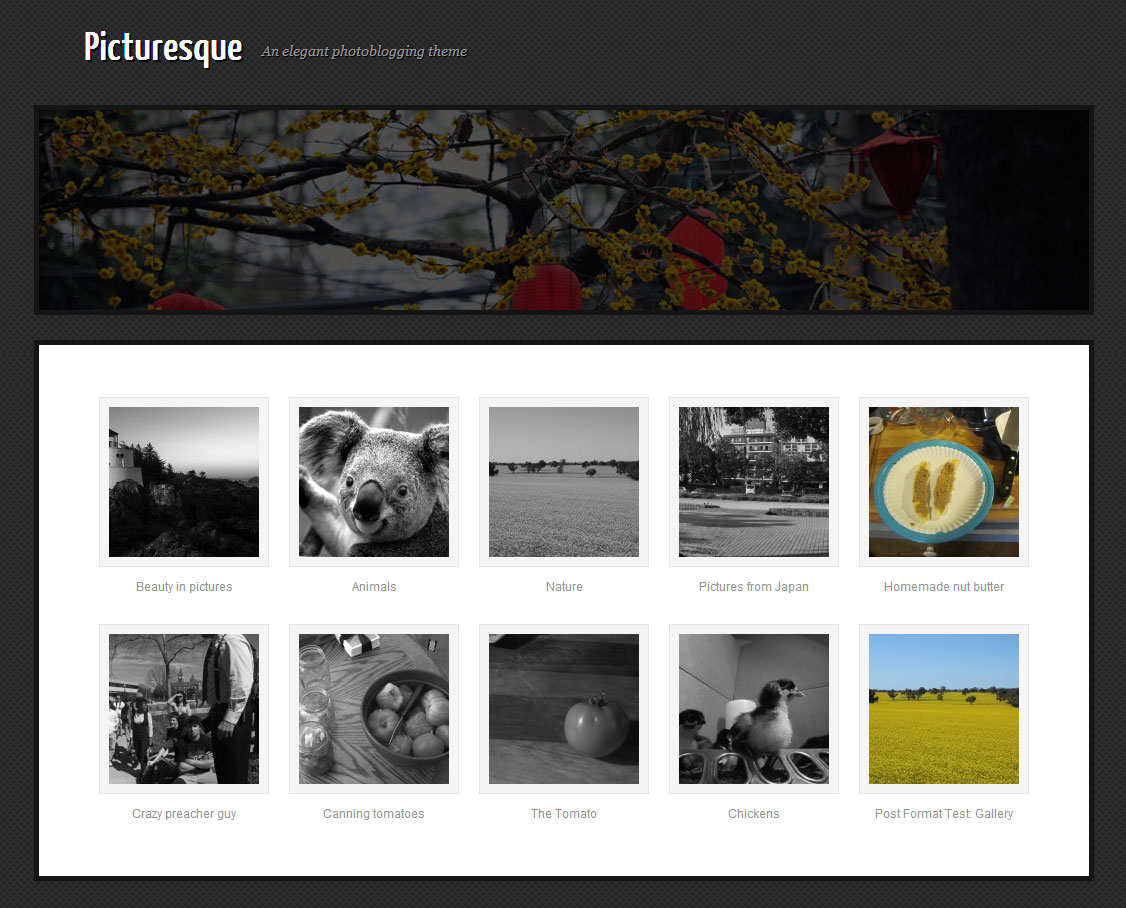 Picturesque An elegant photoblogging theme
Beauty in pictures Animals Nature Pictures from Japan Homemade nut butter
Crazy preacher guy Canning tomatoes The Tomato Chickens Post Format Test: Gallery